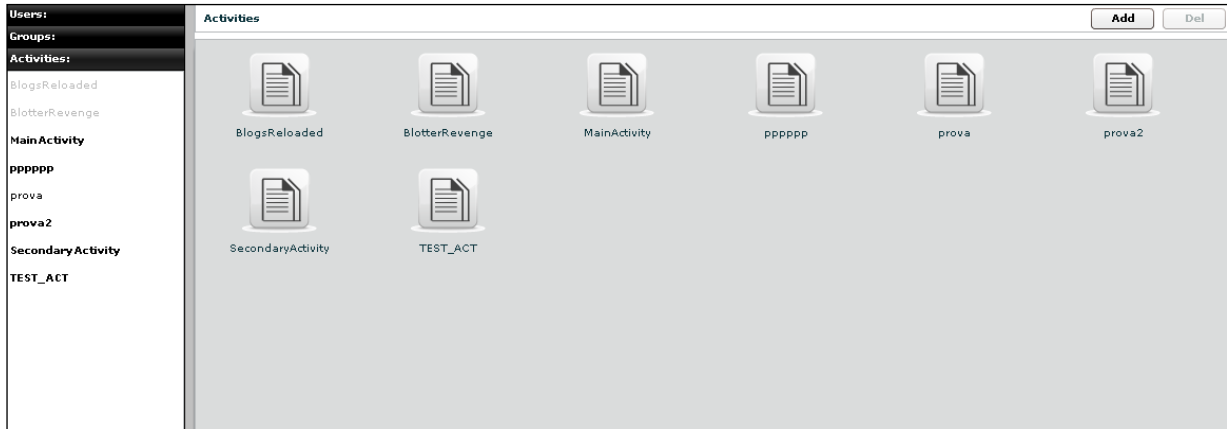 Users:
Groups:
Activities:
BlogsReloaded
BlotterRevenge
MainActivity
pppppp
prova
prova2
SecondaryActivity
TEST_ACT
Activities
Add Del
BlogsReloaded BlotterRevenge MainActivity pppppp prova prova2
SecondaryActivity TEST_ACT